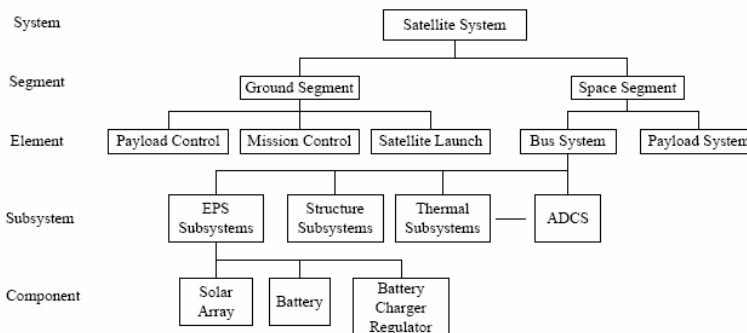 System
Satellite System
Segment
Ground Segment
Space Segment
Element
Payload Control
Mission Control
Satellite Launch
Bus System
Payload System
Subsystem
EPS
Subsystems
Structure
Subsystems
Thermal
Subsystems
ADCS
Component
Solar
Array
Battery
Battery
Charger
Regulator